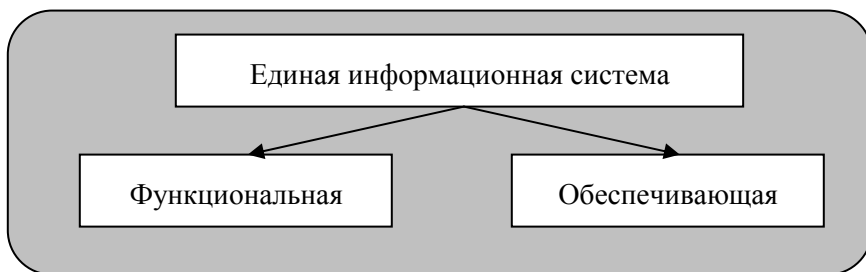 Единая информационная система
Функциональная
Обеспечивающая